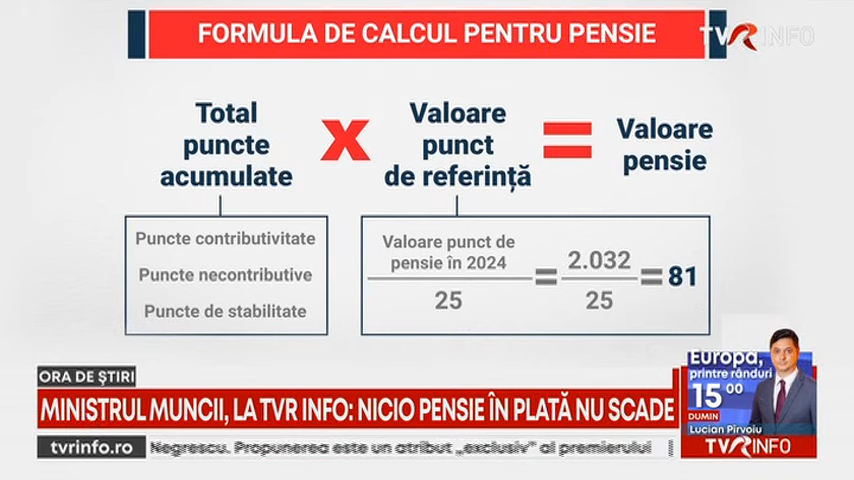 FORMULA DE CALCUL PENTRU PENSIE
TVR INFO
Total
puncte
acumulate
x
Valoare
punct
de referință
=
Valoare
pensie
Puncte contributivitate
Puncte necontributive
Puncte de stabilitate
Valoare punct de
pensie în 2024
25
=
2.032
25
=
81
ORA DE ȘTIRI
MINISTRUL MUNCII, LA TVR INFO: NICIO PENSIE ÎN PLATĂ NU SCADE
tvrinfo.ro
Negrescu. Propunerea este un atribut „exclusiv” al premierului
Europa,
printre rânduri
15 00
DUMIN
Lucian Pîrvoiu
TVR INFO